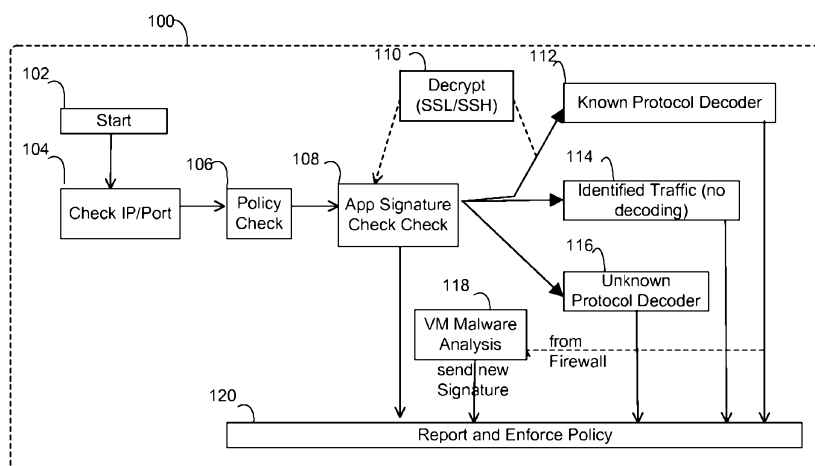 100
110
Decrypt
(SSL/SSH)
112
Known Protocol Decoder
102
Start
104
Check IP/Port
106
Policy
Check
108
App Signature
Check Check
114
Identified Traffic (no
decoding)
116
Unknown
Protocol Decoder
118
VM Malware
Analysis
from
Firewall
send new
Signature
120
Report and Enforce Policy